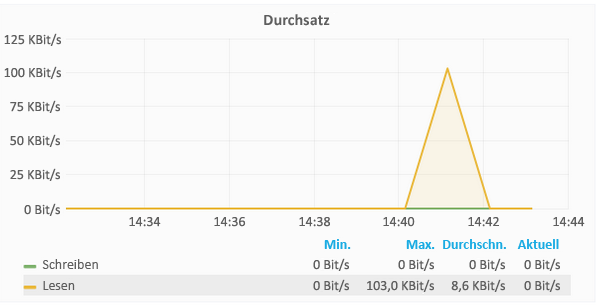 Durchsatz
125 KBit/s
100 KBit/s
75 KBit/s
50 KBit/s
25 KBit/s
0 Bit/s
14:34 14:36 14:38 14:40 14:42 14:44
Min. Max. Durchschn. Aktuell
Schreiben 0 Bit/s 0 Bit/s 0 Bit/s 0 Bit/s
Lesen 0 Bit/s 103,0 KBit/s 8,6 KBit/s 0 Bit/s